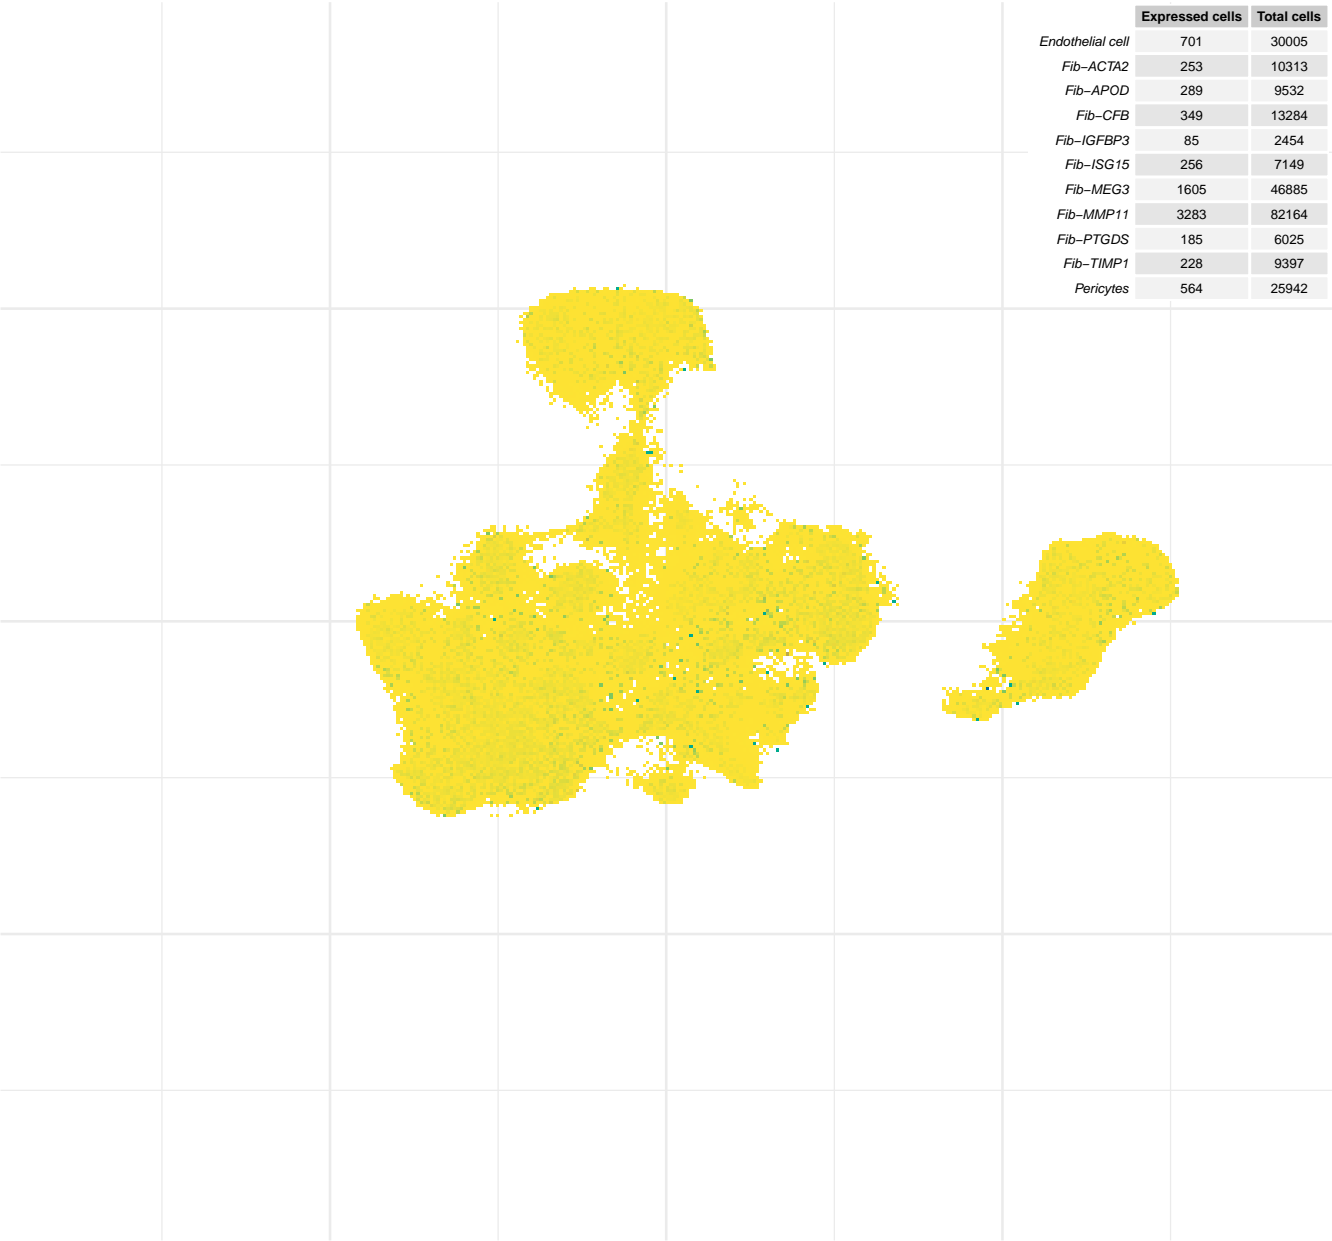 Expressed cells Total cells
Endothelial cell 701 30005
Fib−ACTA2 253 10313
Fib−APOD 289 9532
Fib−CFB 349 13284
Fib−IGFBP3 85 2454
Fib−ISG15 256 7149
Fib−MEG3 1605 46885
Fib−MMP11 3283 82164
Fib−PTGDS 185 6025
Fib−TIMP1 228 9397
Pericytes 564 25942